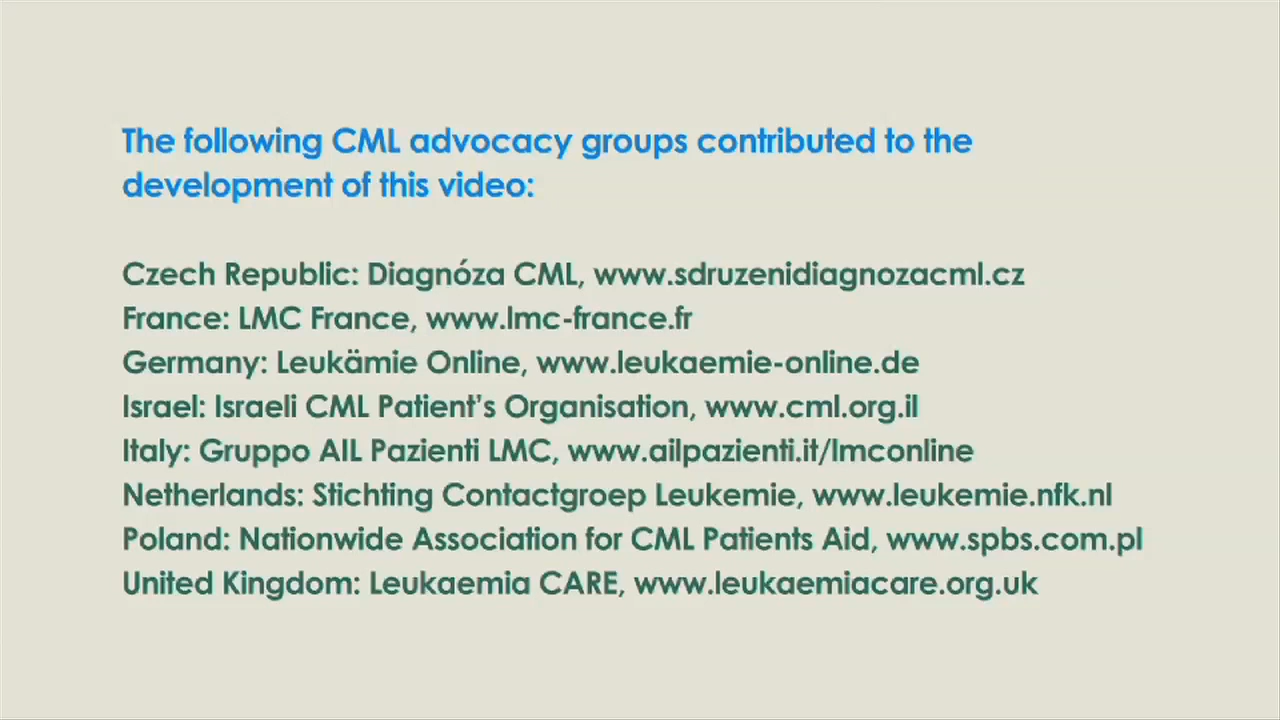 The following CML advocacy groups contributed to the
development of this video:
Czech Republic: Diagnóza CML, www.sdruzenidiagnozacml.cz
France: LMC France, www.lmc-france.fr
Germany: Leukämie Online, www.leukaemie-online.de
Israel: Israeli CML Patient’s Organisation, www.cml.org.il
Italy: Gruppo AIL Pazienti LMC, www.ailpazienti.it/lmconline
Netherlands: Stichting Contactgroep Leukemie, www.leukemie.nfk.nl
Poland: Nationwide Association for CML Patients Aid, www.spbs.com.pl
United Kingdom: Leukaemia CARE, www.leukaemiacare.org.uk